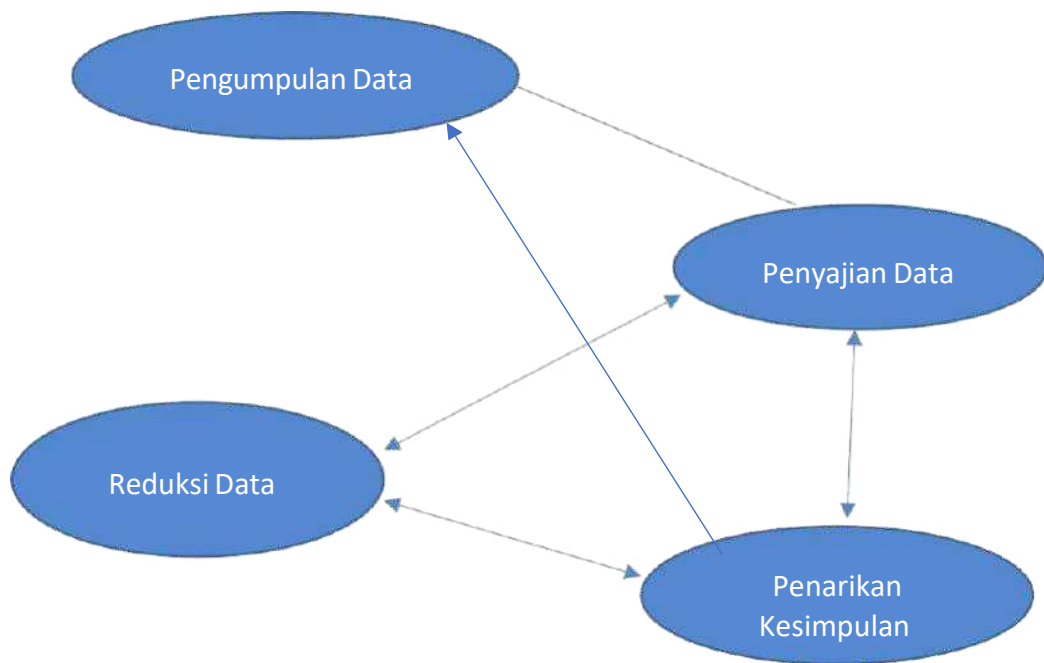 Pengumpulan Data
Penyajian Data
Reduksi Data
Penarikan
Kesimpulan